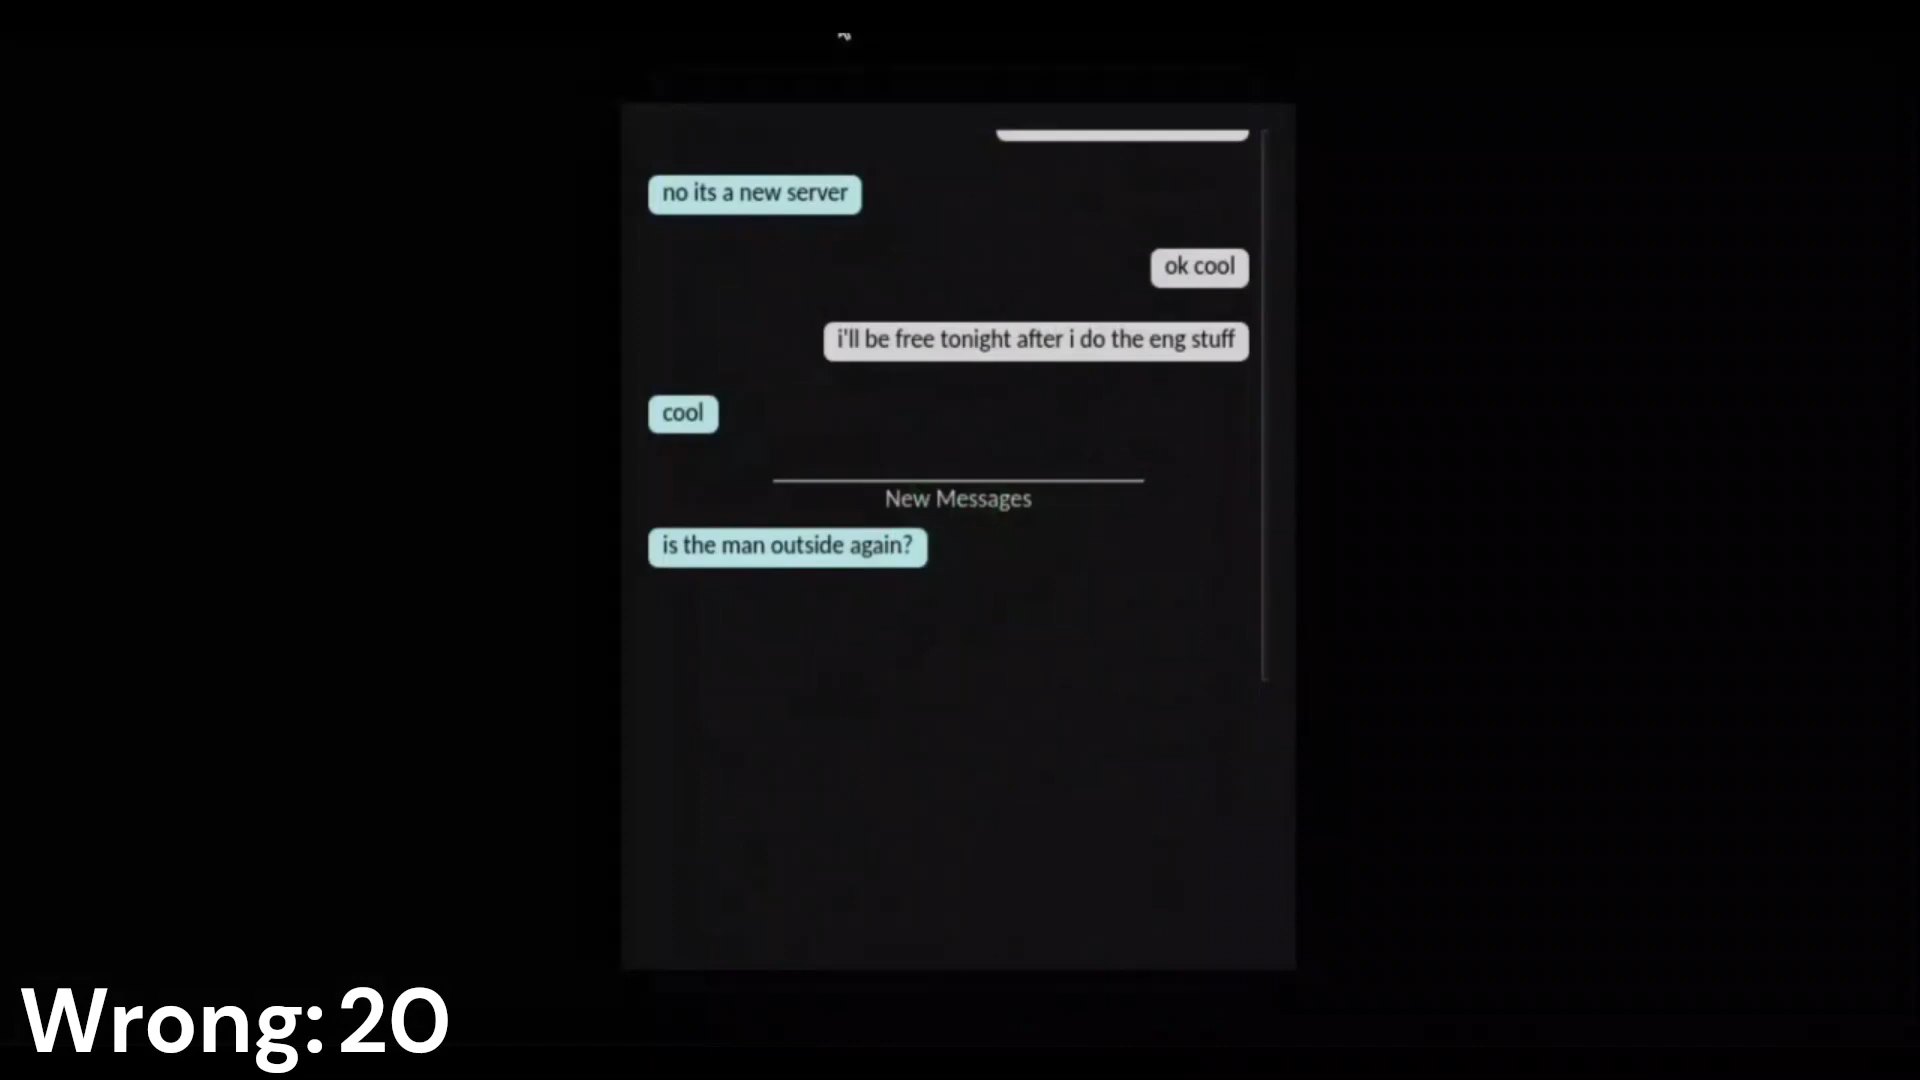 no its a new server
ok cool
i'll be free tonight after i do the eng stuff
cool
New Messages
is the man outside again?
Wrong: 20